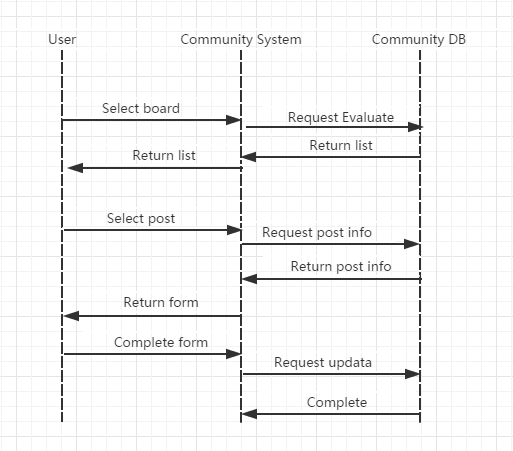 User Community System Community DB
Select board
Request Evaluate
Return list
Return list
Select post
Request post info
Return post info
Return form
Complete form
Request updata
Complete